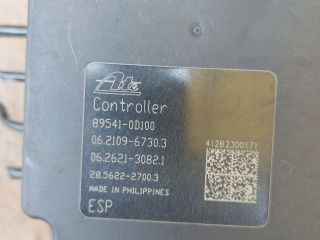 Ate
Controller
89541-0D100
06.2109-6730.3
06.2621-3082.1
28.5622-2700.3
MADE IN PHILIPPINES
ESP
412B2300171